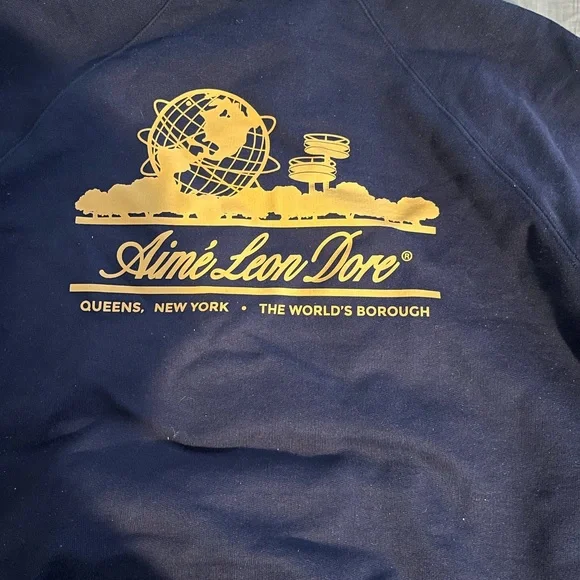 Aimé Leon Dore®
QUEENS, NEW YORK • THE WORLD'S BOROUGH